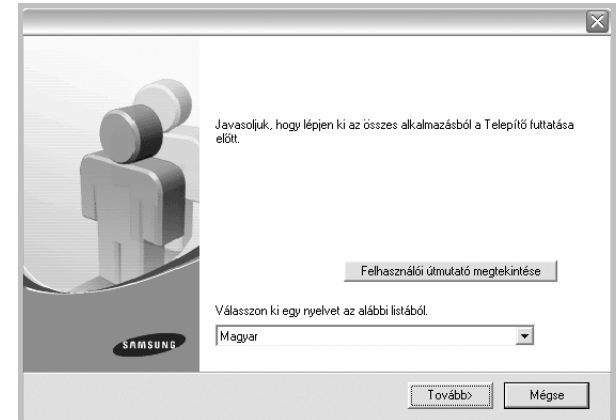 Javasoljuk, hogy lépjen ki az összes alkalmazásból a Telepítő futtatása
előtt.
Felhasználói útmutató megtekintése
Válasszon ki egy nyelvet az alábbi listából.
SAMSUNG
Magyar
Tovább>
Mégse